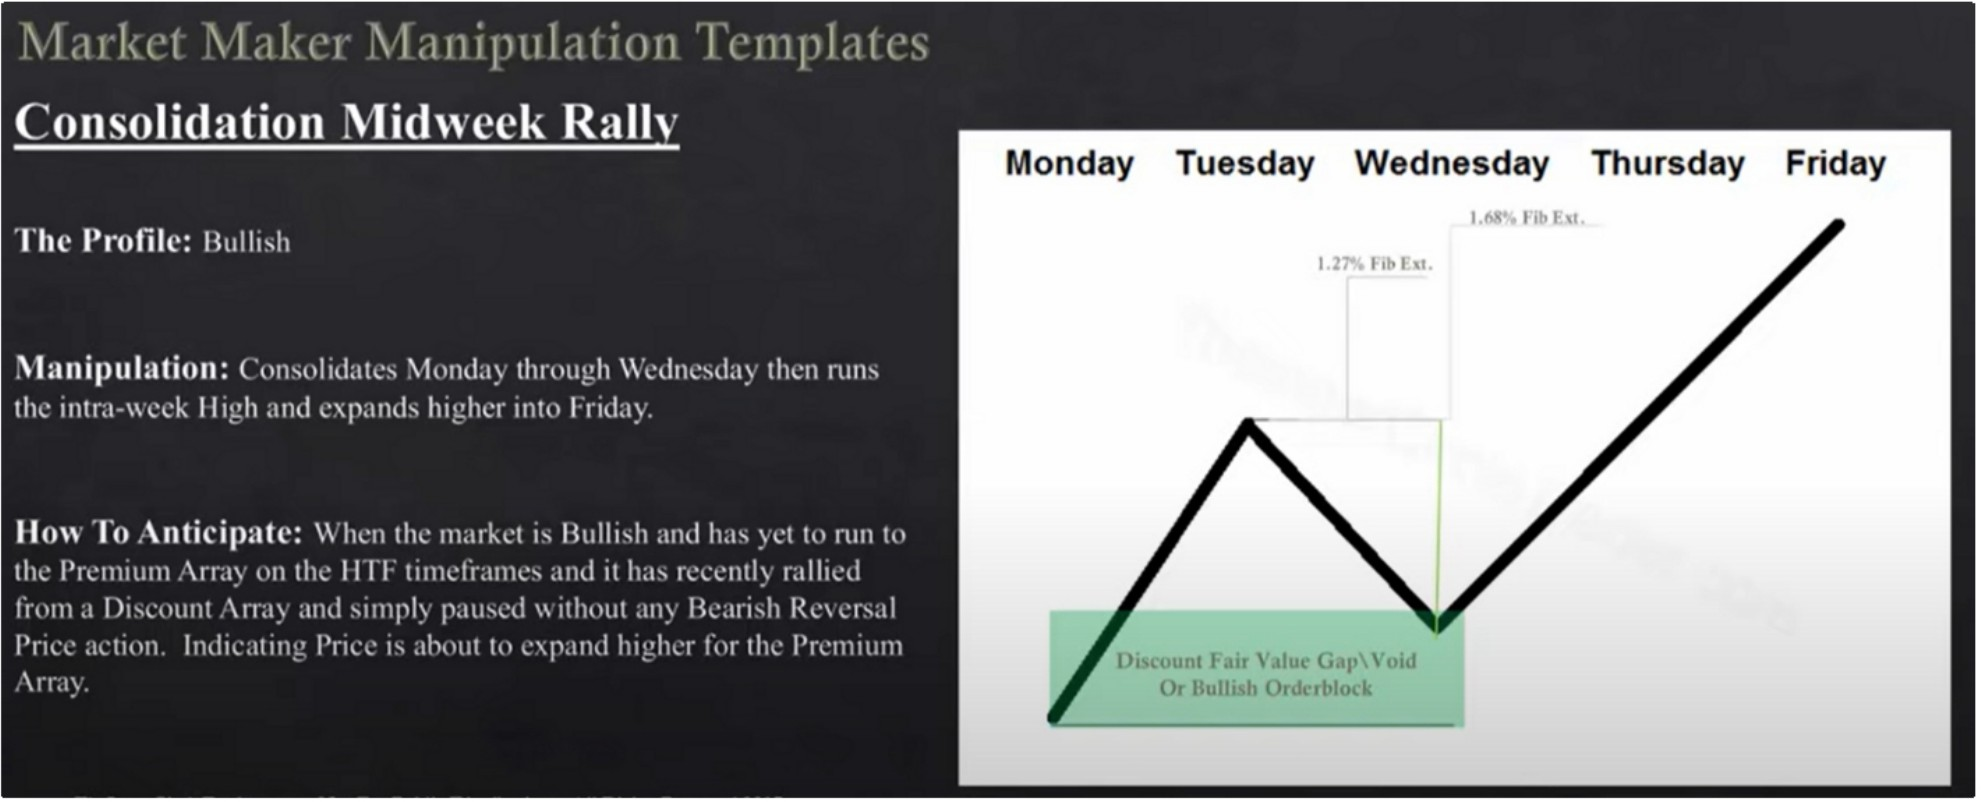 Market Maker Manipulation Templates
Consolidation Midweek Rally
The Profile: Bullish
Manipulation: Consolidates Monday through Wednesday then runs
the intra-week High and expands higher into Friday.
How To Anticipate: When the market is Bullish and has yet to run to
the Premium Array on the HTF timeframes and it has recently rallied
from a Discount Array and simply paused without any Bearish Reversal
Price action.  Indicating Price is about to expand higher for the Premium
Array.
Monday Tuesday Wednesday Thursday Friday
1.68% Fib Ext.
1.27% Fib Ext.
Discount Fair Value Gap\Void
Or Bullish Orderblock